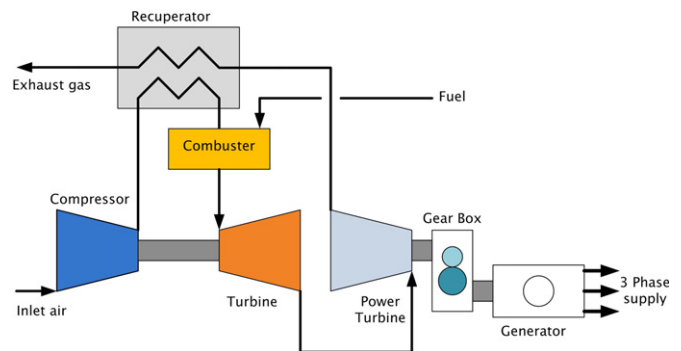 Recuperator
Exhaust gas
Fuel
Combuster
Compressor
Gear Box
3 Phase
supply
Inlet air
Turbine
Power
Turbine
Generator